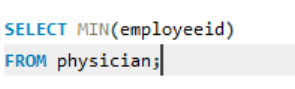 SELECT MIN(employeeid)
FROM physician;